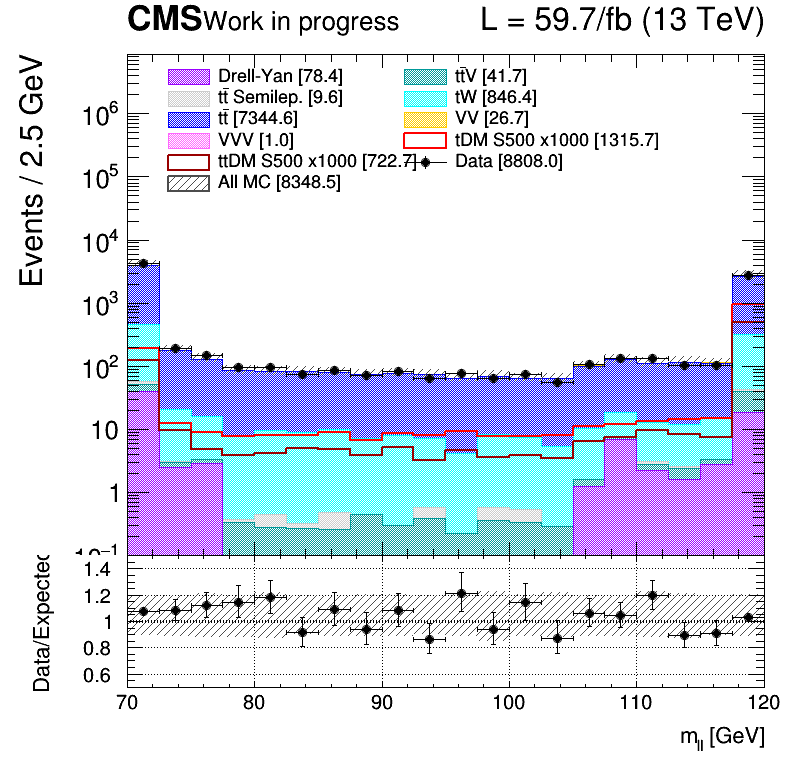 CMS Work in progress L = 59.7/fb (13 TeV)
Events / 2.5 GeV
Drell-Yan [78.4] tt̄V [41.7]
tt̄ Semilep. [9.6] tW [846.4]
tt̄ [7344.6] VV [26.7]
VVV [1.0] tDM S500 x1000 [1315.7]
ttDM S500 x1000 [722.7] Data [8808.0]
All MC [8348.5]
10⁶
10⁵
10⁴
10³
10²
10
1
10⁻¹
Data/Expected
1.4
1.2
1
0.8
0.6
70 80 90 100 110 120
m_ll [GeV]